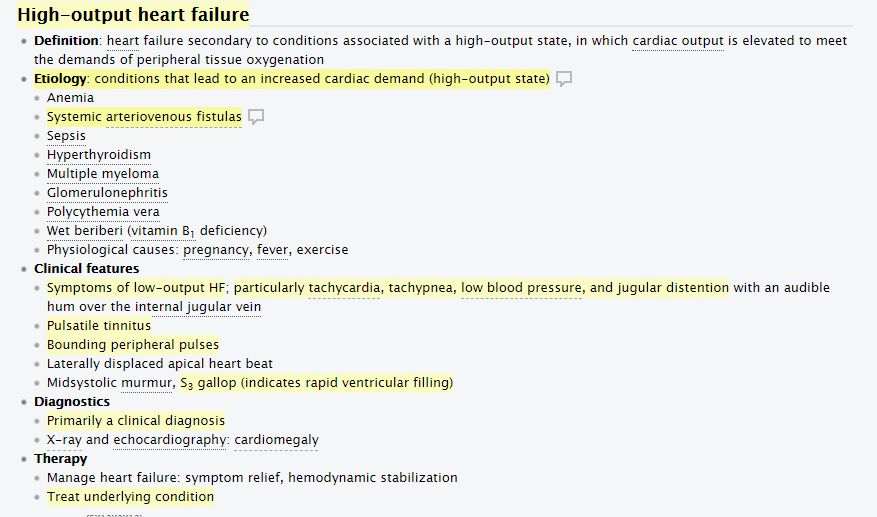 High-output heart failure
Definition: heart failure secondary to conditions associated with a high-output state, in which cardiac output is elevated to meet
the demands of peripheral tissue oxygenation
Etiology: conditions that lead to an increased cardiac demand (high-output state)
Anemia
Systemic arteriovenous fistulas
Sepsis
Hyperthyroidism
Multiple myeloma
Glomerulonephritis
Polycythemia vera
Wet beriberi (vitamin B₁ deficiency)
Physiological causes: pregnancy, fever, exercise
Clinical features
Symptoms of low-output HF; particularly tachycardia, tachypnea, low blood pressure, and jugular distention with an audible
hum over the internal jugular vein
Pulsatile tinnitus
Bounding peripheral pulses
Laterally displaced apical heart beat
Midsystolic murmur, S₃ gallop (indicates rapid ventricular filling)
Diagnostics
Primarily a clinical diagnosis
X-ray and echocardiography: cardiomegaly
Therapy
Manage heart failure: symptom relief, hemodynamic stabilization
Treat underlying condition